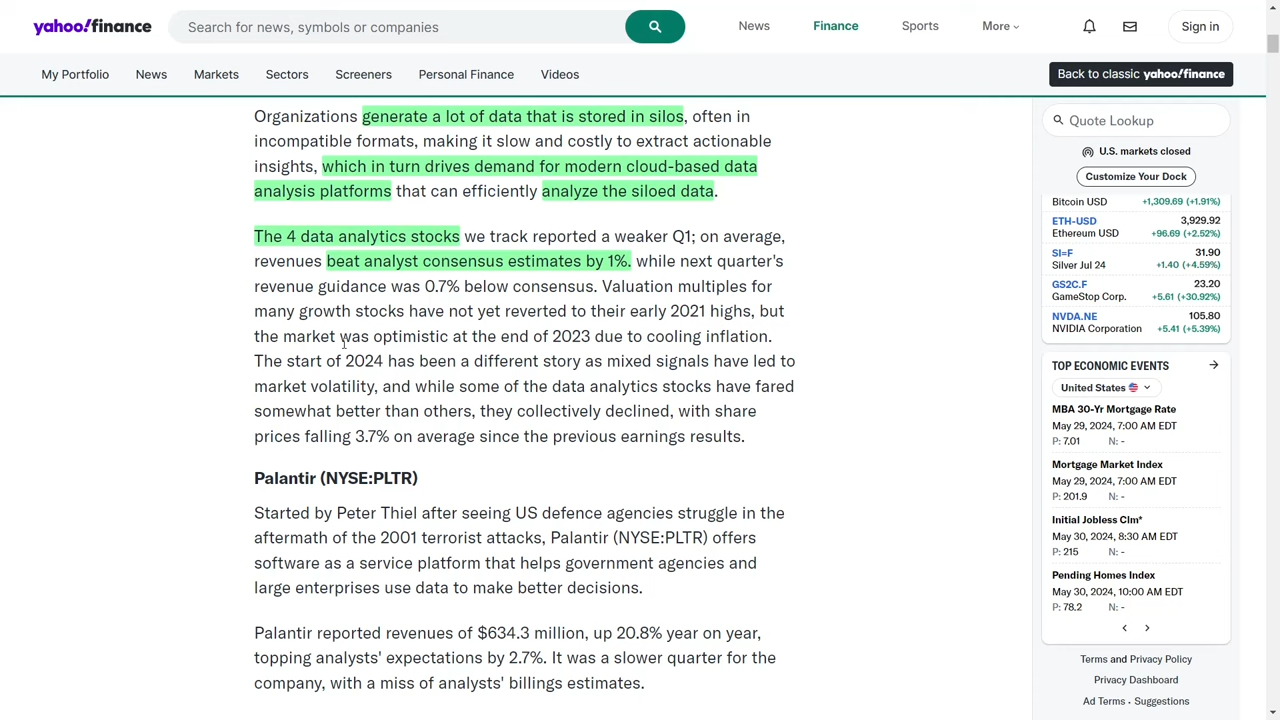 yahoo!finance
Search for news, symbols or companies
News
Finance
Sports
More
Sign in
My Portfolio
News
Markets
Sectors
Screeners
Personal Finance
Videos
Back to classic yahoo!finance
Organizations generate a lot of data that is stored in silos, often in
incompatible formats, making it slow and costly to extract actionable
insights, which in turn drives demand for modern cloud-based data
analysis platforms that can efficiently analyze the siloed data.
The 4 data analytics stocks we track reported a weaker Q1; on average,
revenues beat analyst consensus estimates by 1%. while next quarter's
revenue guidance was 0.7% below consensus. Valuation multiples for
many growth stocks have not yet reverted to their early 2021 highs, but
the market was optimistic at the end of 2023 due to cooling inflation.
The start of 2024 has been a different story as mixed signals have led to
market volatility, and while some of the data analytics stocks have fared
somewhat better than others, they collectively declined, with share
prices falling 3.7% on average since the previous earnings results.
Palantir (NYSE:PLTR)
Started by Peter Thiel after seeing US defence agencies struggle in the
aftermath of the 2001 terrorist attacks, Palantir (NYSE:PLTR) offers
software as a service platform that helps government agencies and
large enterprises use data to make better decisions.
Palantir reported revenues of $634.3 million, up 20.8% year on year,
topping analysts' expectations by 2.7%. It was a slower quarter for the
company, with a miss of analysts' billings estimates.
Quote Lookup
U.S. markets closed
Customize Your Dock
Bitcoin USD +1,309.69 (+1.91%)
ETH-USD 3,929.92
Ethereum USD +96.69 (+2.52%)
SI=F 31.90
Silver Jul 24 +1.40 (+4.59%)
GS2C.F 23.20
GameStop Corp. +5.61 (+30.92%)
NVDA.NE 105.80
NVIDIA Corporation +5.41 (+5.39%)
TOP ECONOMIC EVENTS
United States
MBA 30-Yr Mortgage Rate
May 29, 2024, 7:00 AM EDT
P: 7.01 N: -
Mortgage Market Index
May 29, 2024, 7:00 AM EDT
P: 201.9 N: -
Initial Jobless Clm*
May 30, 2024, 8:30 AM EDT
P: 215 N: -
Pending Homes Index
May 30, 2024, 10:00 AM EDT
P: 78.2 N: -
Terms and Privacy Policy
Privacy Dashboard
Ad Terms • Suggestions